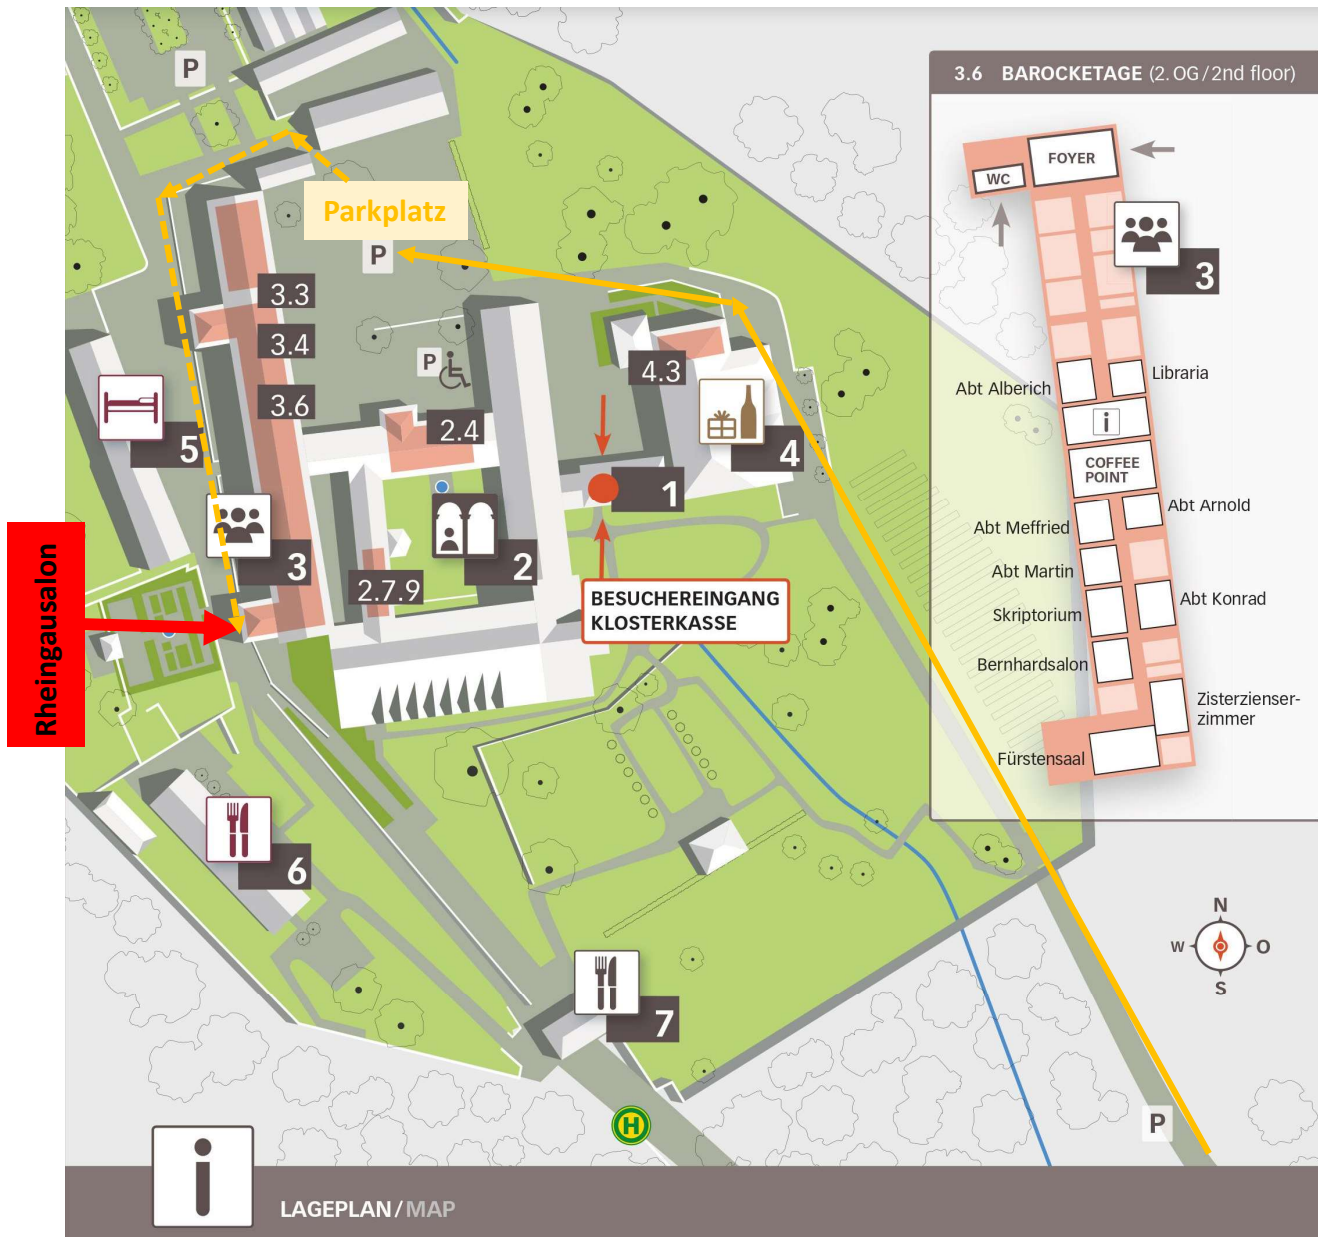 P
Parkplatz
P
3.3
3.4
3.6
P
4.3
2.4
5
4
1
3
2
2.7.9
BESUCHEREINGANG
KLOSTERKASSE
Rheingausalon
6
7
H
P
3.6 BAROCKETAGE (2. OG / 2nd floor)
FOYER
WC
3
Abt Alberich
Libraria
i
COFFEE
POINT
Abt Meffried
Abt Arnold
Abt Martin
Skriptorium
Abt Konrad
Bernhardsalon
Zisterzienser-
zimmer
Fürstensaal
N
W O
S
i
LAGEPLAN / MAP